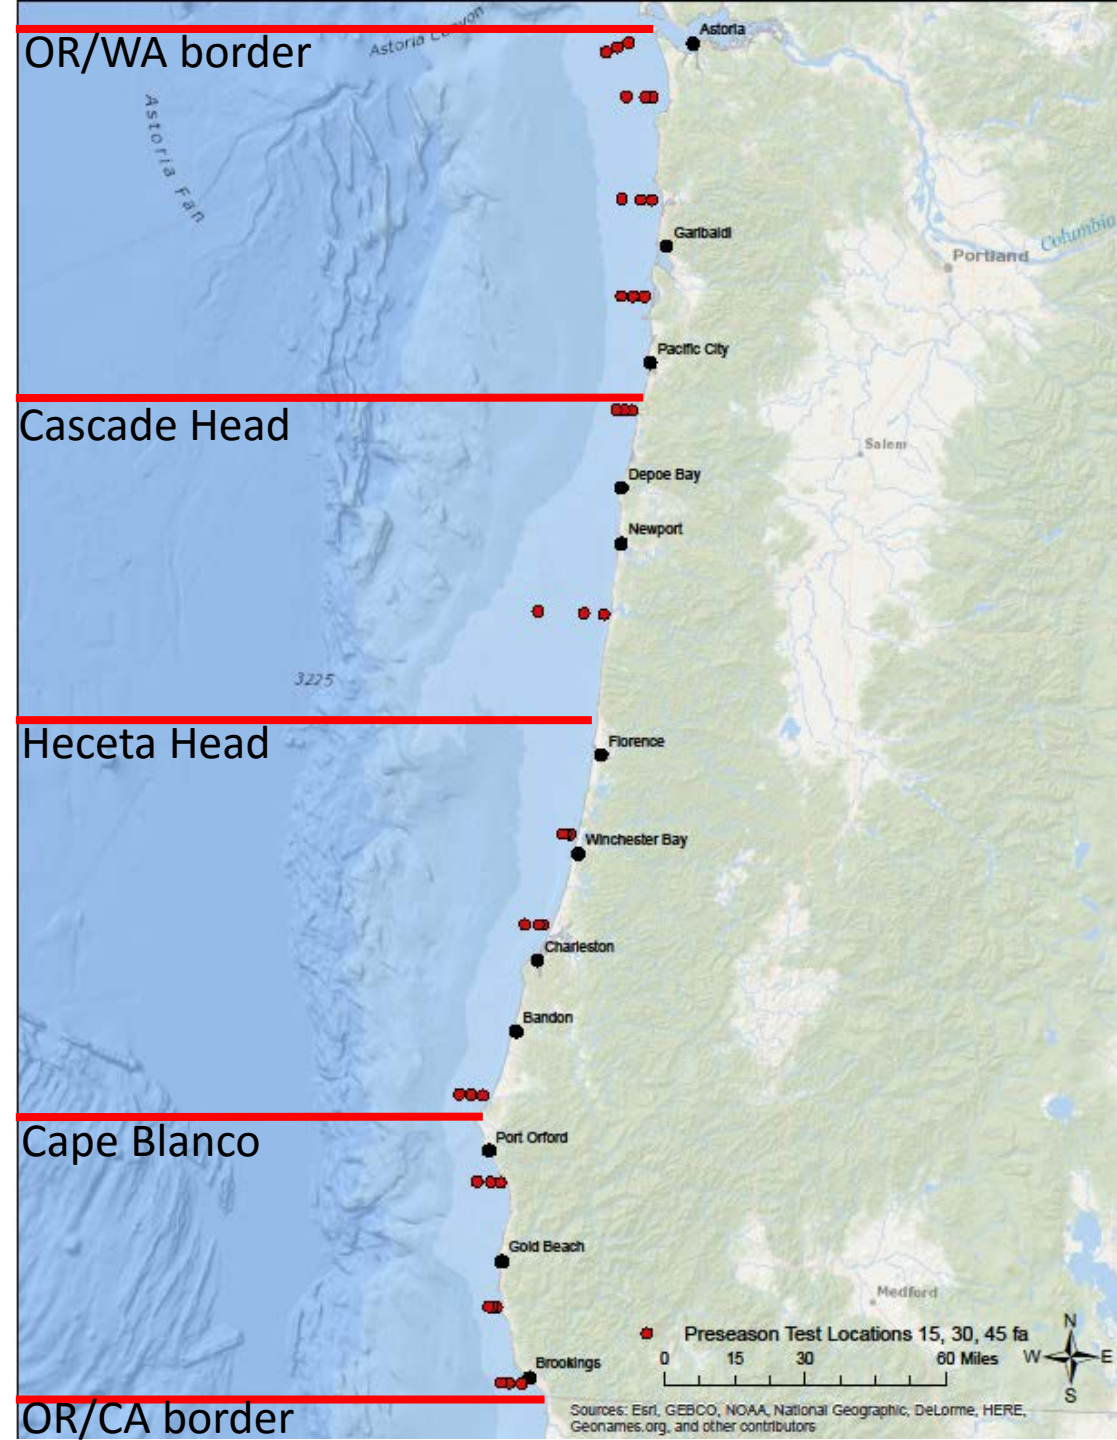 Astoria Canyon
Astoria
OR/WA border
Astoria Fan
Garibaldi
Columbia
Portland
Pacific City
Cascade Head
Salem
Depoe Bay
Newport
3225
Heceta Head
Florence
Winchester Bay
Charleston
Bandon
Cape Blanco
Port Orford
Gold Beach
Medford
Preseason Test Locations 15, 30, 45 fa
N
W
E
S
0 15 30 60 Miles
Brookings
OR/CA border
Sources: Esri, GEBCO, NOAA, National Geographic, DeLorme, HERE,
Geonames.org, and other contributors